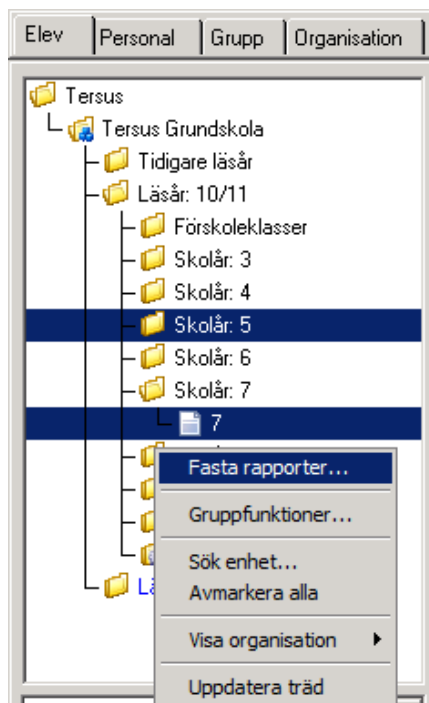 Elev Personal Grupp Organisation
Tersus
Tersus Grundskola
Tidigare läsår
Läsår: 10/11
Förskoleklasser
Skolår: 3
Skolår: 4
Skolår: 5
Skolår: 6
Skolår: 7
7
Fasta rapporter...
Gruppfunktioner...
Sök enhet...
Avmarkera alla
Visa organisation
Uppdatera träd